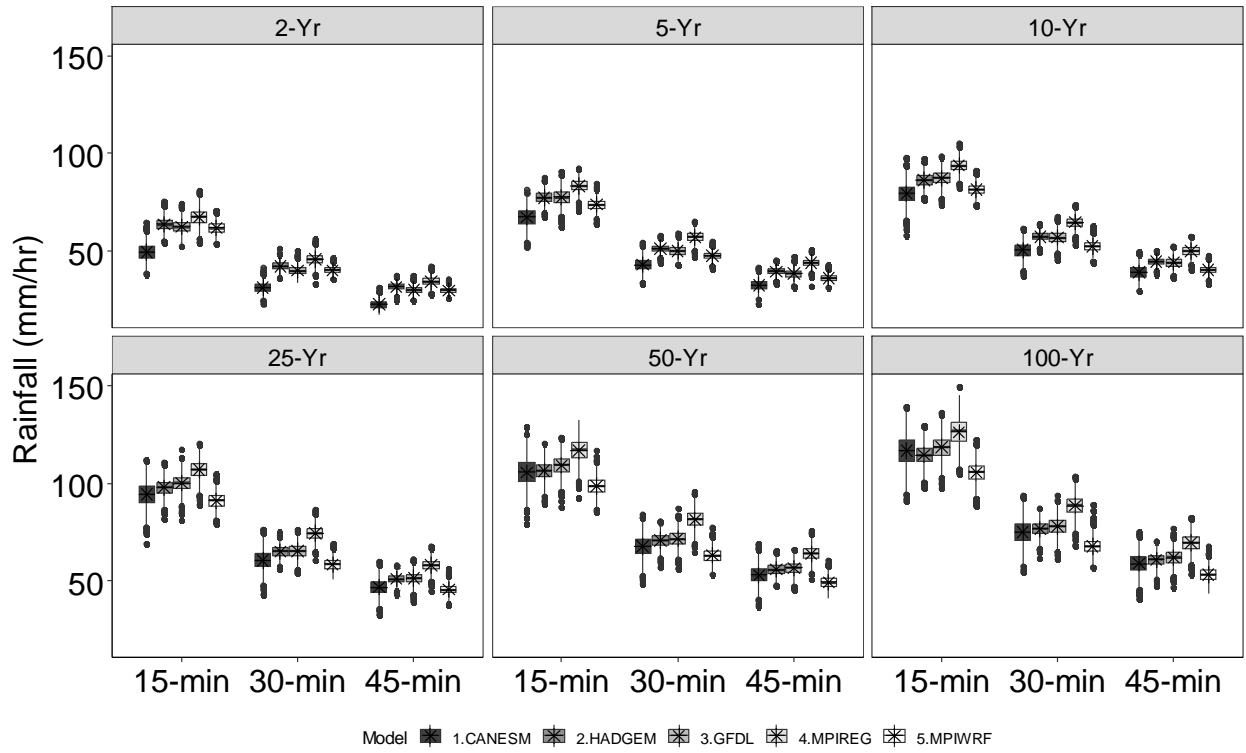 2-Yr 5-Yr 10-Yr
150
100
50
25-Yr 50-Yr 100-Yr
150
100
50
Rainfall (mm/hr)
15-min 30-min 45-min 15-min 30-min 45-min 15-min 30-min 45-min
Model 1.CANESM 2.HADGEM 3.GFDL 4.MPIREG 5.MPIWRF